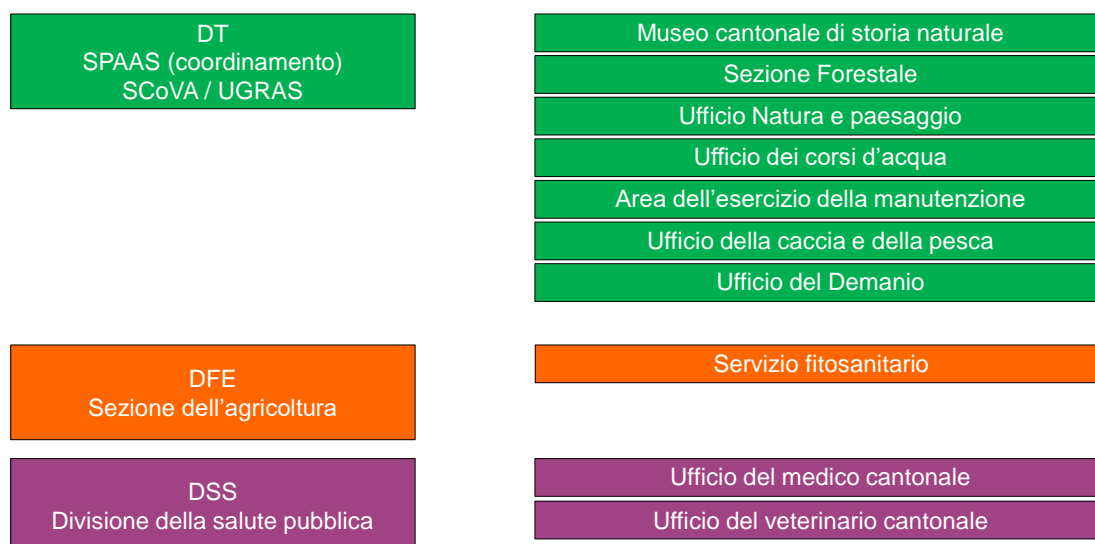 DT
SPAAS (coordinamento)
SCoVA / UGRAS
Museo cantonale di storia naturale
Sezione Forestale
Ufficio Natura e paesaggio
Ufficio dei corsi d'acqua
Area dell'esercizio della manutenzione
Ufficio della caccia e della pesca
Ufficio del Demanio
DFE
Sezione dell'agricoltura
Servizio fitosanitario
DSS
Divisione della salute pubblica
Ufficio del medico cantonale
Ufficio del veterinario cantonale